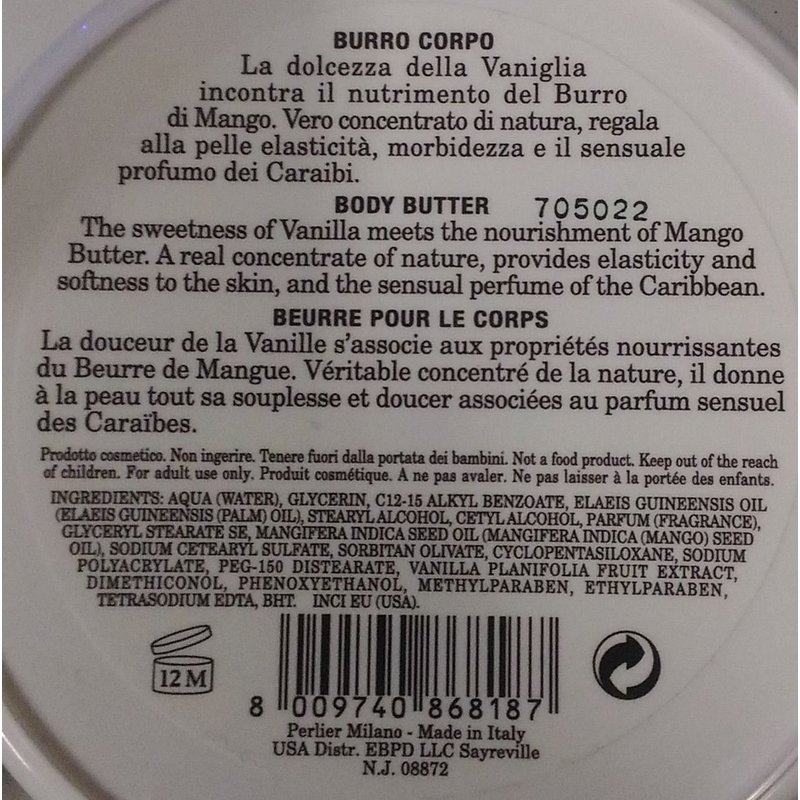 BURRO CORPO
La dolcezza della Vaniglia
incontra il nutrimento del Burro
di Mango. Vero concentrato di natura, regala
alla pelle elasticità, morbidezza e il sensuale
profumo dei Caraibi.
BODY BUTTER 705022
The sweetness of Vanilla meets the nourishment of Mango
Butter. A real concentrate of nature, provides elasticity and
softness to the skin, and the sensual perfume of the Caribbean.
BEURRE POUR LE CORPS
La douceur de la Vanille s'associe aux propriétés nourrissantes
du Beurre de Mangue. Véritable concentré de la nature, il donne
à la peau tout sa souplesse et doucer associées au parfum sensuel
des Caraïbes.
Prodotto cosmetico. Non ingerire. Tenere fuori dalla portata dei bambini. Not a food product. Keep out of the reach
of children. For adult use only. Produit cosmétique. A ne pas avaler. Ne pas laisser à la portée des enfants.
INGREDIENTS: AQUA (WATER), GLYCERIN, C12-15 ALKYL BENZOATE, ELAEIS GUINEENSIS OIL
(ELAEIS GUINEENSIS (PALM) OIL), STEARYL ALCOHOL, CETYL ALCOHOL, PARFUM (FRAGRANCE),
GLYCERYL STEARATE SE, MANGIFERA INDICA SEED OIL (MANGIFERA INDICA (MANGO) SEED
OIL), SODIUM CETEARYL SULFATE, SORBITAN OLIVATE, CYCLOPENTASILOXANE, SODIUM
POLYACRYLATE, PEG-150 DISTEARATE, VANILLA PLANIFOLIA FRUIT EXTRACT,
DIMETHICONOL, PHENOXYETHANOL, METHYLPARABEN, ETHYLPARABEN,
TETRASODIUM EDTA, BHT. INCI EU (USA).
12 M
8 009740 868187
Perlier Milano - Made in Italy
USA Distr. EBPD LLC Sayreville
N.J. 08872